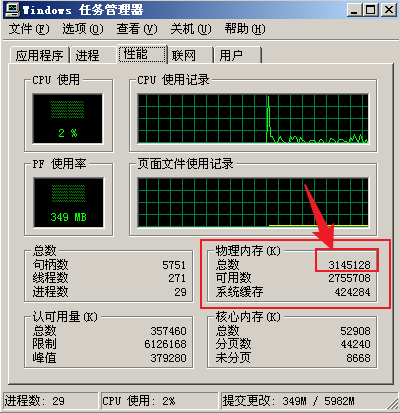 Windows 任务管理器
文件(F) 选项(O) 查看(V) 关机(U) 帮助(H)
应用程序 进程 性能 联网 用户
CPU 使用 CPU 使用记录
2 %
PF 使用率 页面文件使用记录
349 MB
总数 物理内存(K)
句柄数 5751 总数 3145128
线程数 271 可用数 2755708
进程数 29 系统缓存 424284
认可用量(K) 核心内存(K)
总数 357460 总数 52908
限制 6126168 分页数 44240
峰值 379280 未分页 8668
进程数: 29 CPU 使用: 2% 提交更改: 349M / 5982M